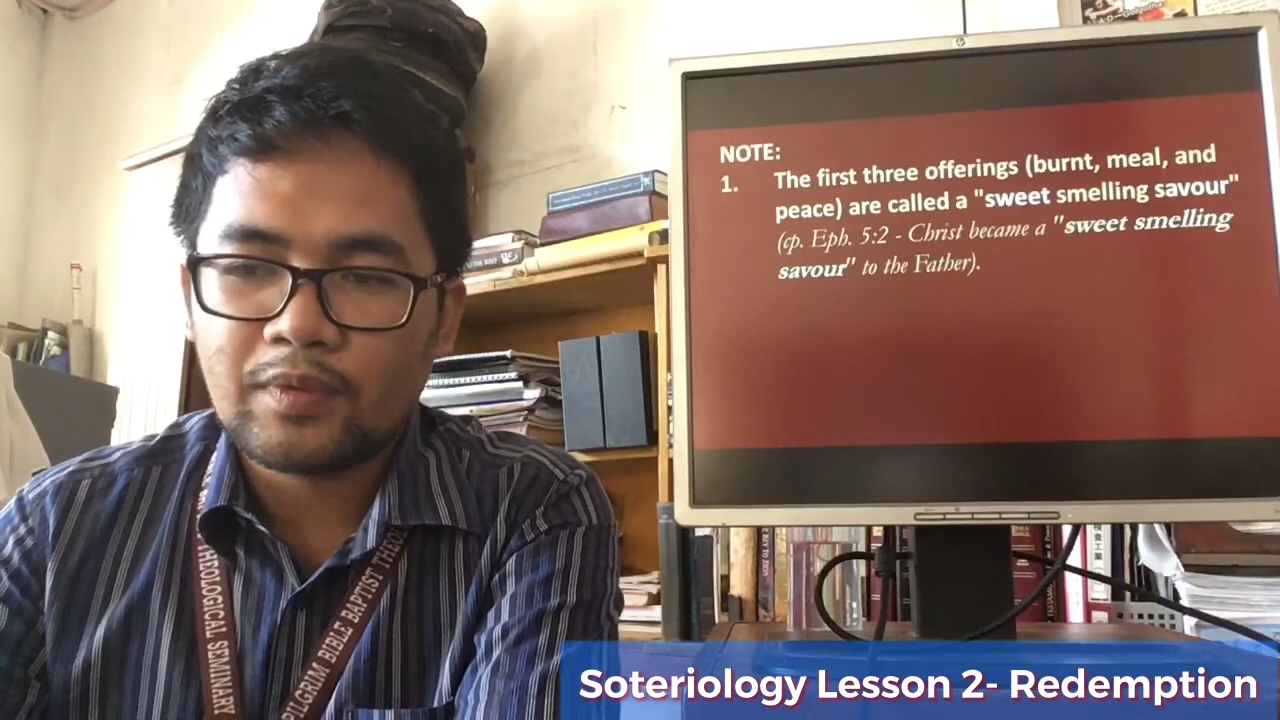 NOTE:
1. The first three offerings (burnt, meal, and
peace) are called a "sweet smelling savour"
(cp. Eph. 5:2 - Christ became a "sweet smelling
savour" to the Father).
THEOLOGICAL SEMINARY
PILGRIM BIBLE BAPTIST THEOL
Soteriology Lesson 2- Redemption